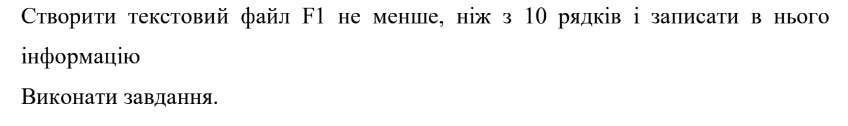 Створити текстовий файл F1 не менше, ніж з 10 рядків і записати в нього
інформацію
Виконати завдання.